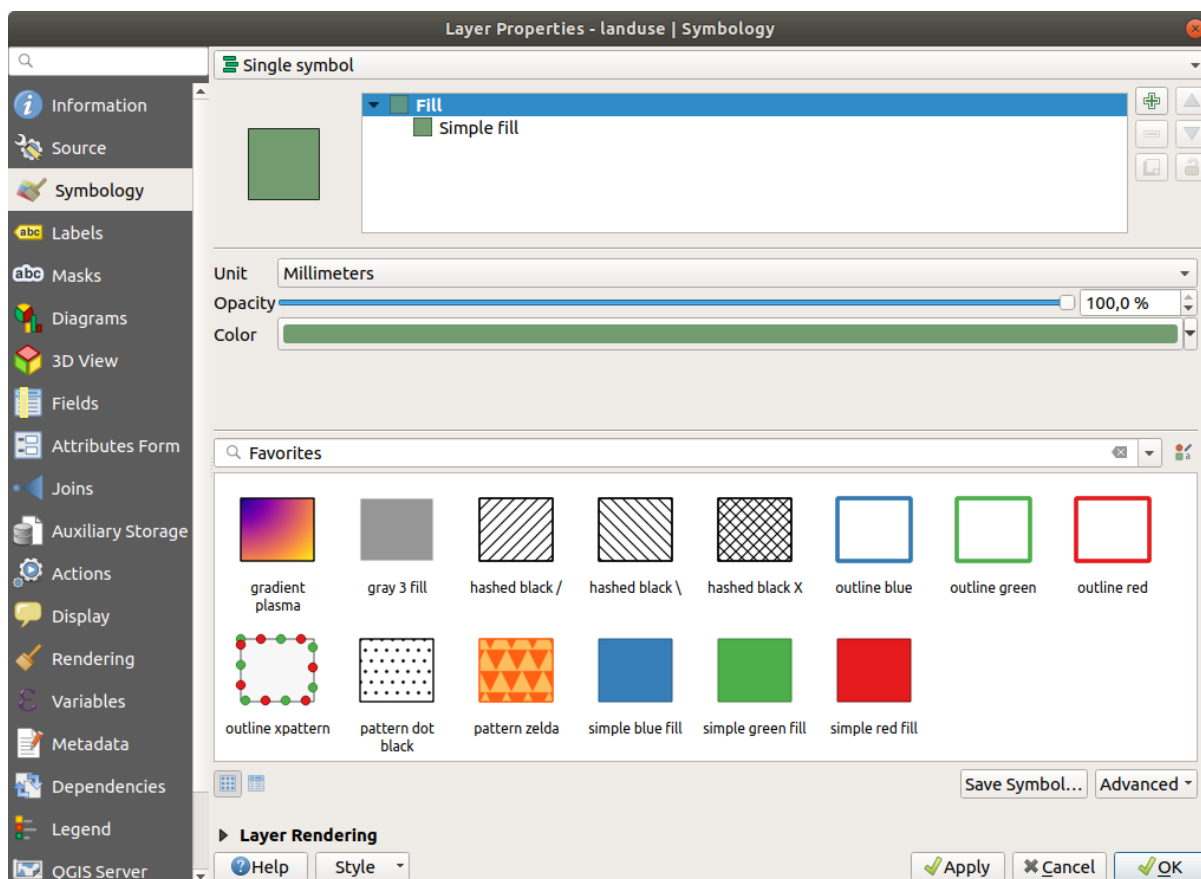 Layer Properties - landuse | Symbology
Single symbol
Information
Source
Symbology
Labels
Masks
Diagrams
3D View
Fields
Attributes Form
Joins
Auxiliary Storage
Actions
Display
Rendering
Variables
Metadata
Dependencies
Legend
QGIS Server
Fill
Simple fill
Unit Millimeters
Opacity 100,0 %
Color
Favorites
gradient plasma
gray 3 fill
hashed black /
hashed black \
hashed black X
outline blue
outline green
outline red
outline xpattern
pattern dot black
pattern zelda
simple blue fill
simple green fill
simple red fill
Save Symbol... Advanced
Layer Rendering
Help Style Apply Cancel OK